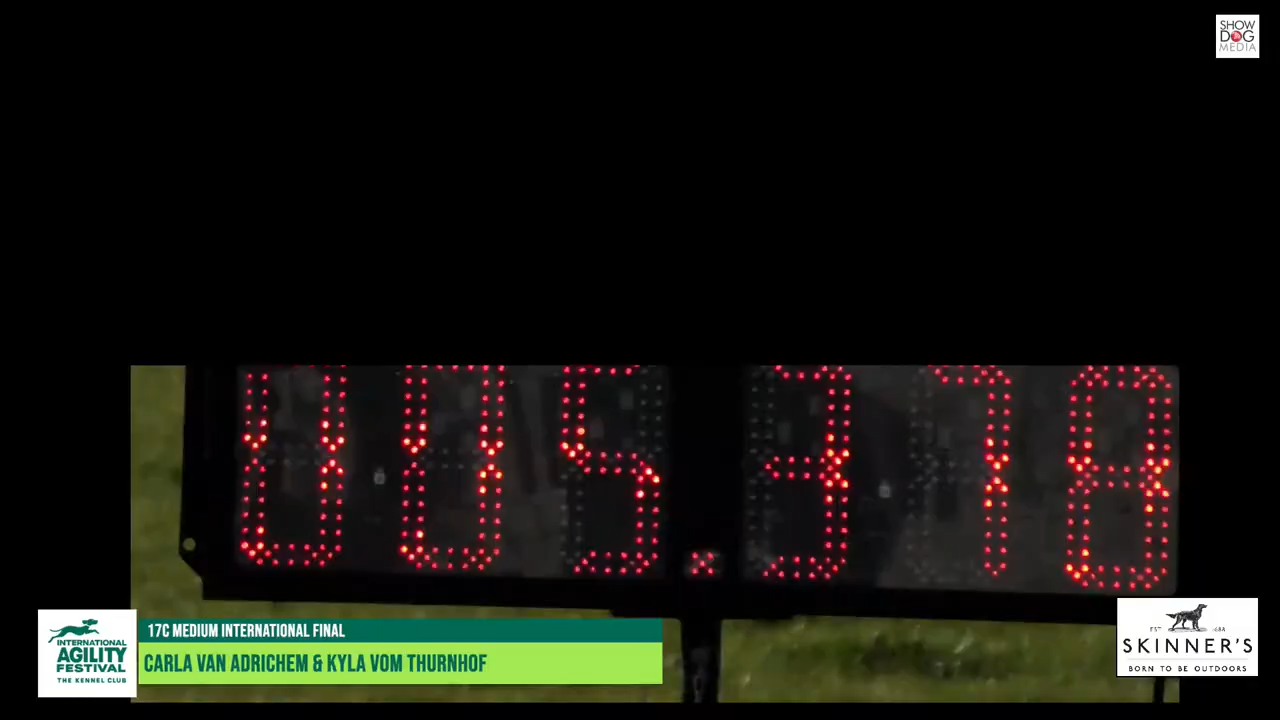 SHOW
DOG
MEDIA
005.378
17C MEDIUM INTERNATIONAL FINAL
CARLA VAN ADRICHEM & KYLA VOM THURNHOF
INTERNATIONAL
AGILITY
FESTIVAL
THE KENNEL CLUB
SKINNER'S
BORN TO BE OUTDOORS